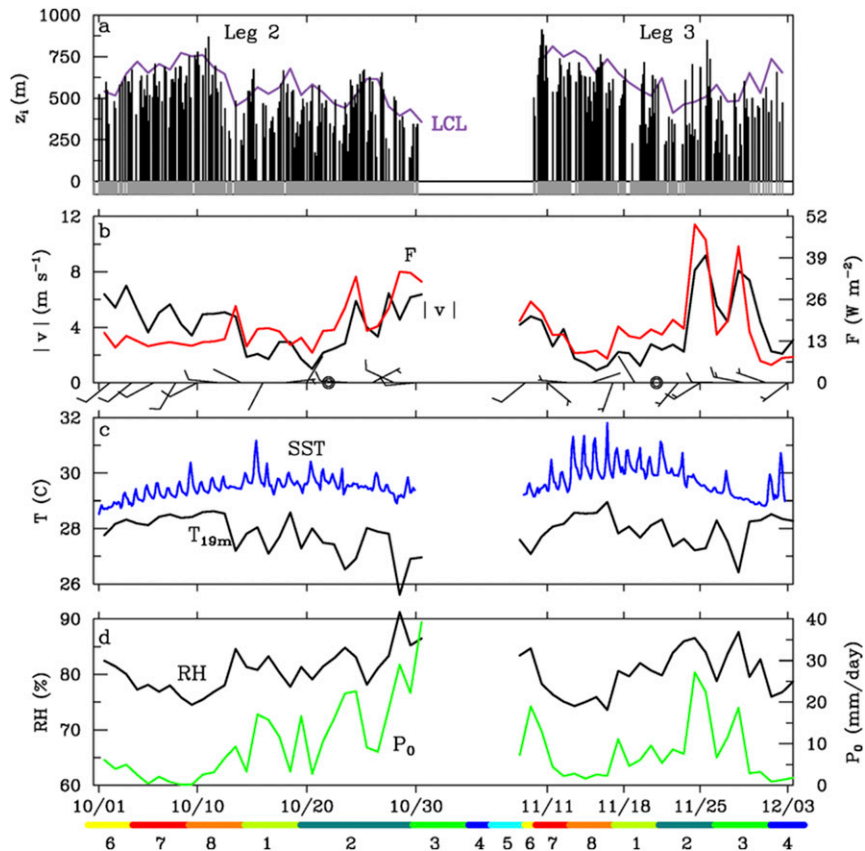 a
Leg 2
Leg 3
LCL
z_i (m)
1000
750
500
250
0
b
F
| v |
| v | (m s⁻¹)
12
8
4
0
F (W m⁻²)
52
39
26
13
0
c
SST
T_19m
T (C)
32
30
28
26
d
RH
P_0
RH (%)
90
80
70
60
P_0 (mm/day)
40
30
20
10
0
10/01 10/10 10/20 10/30 11/11 11/18 11/25 12/03
6 7 8 1 2 3 4 5 6 7 8 1 2 3 4